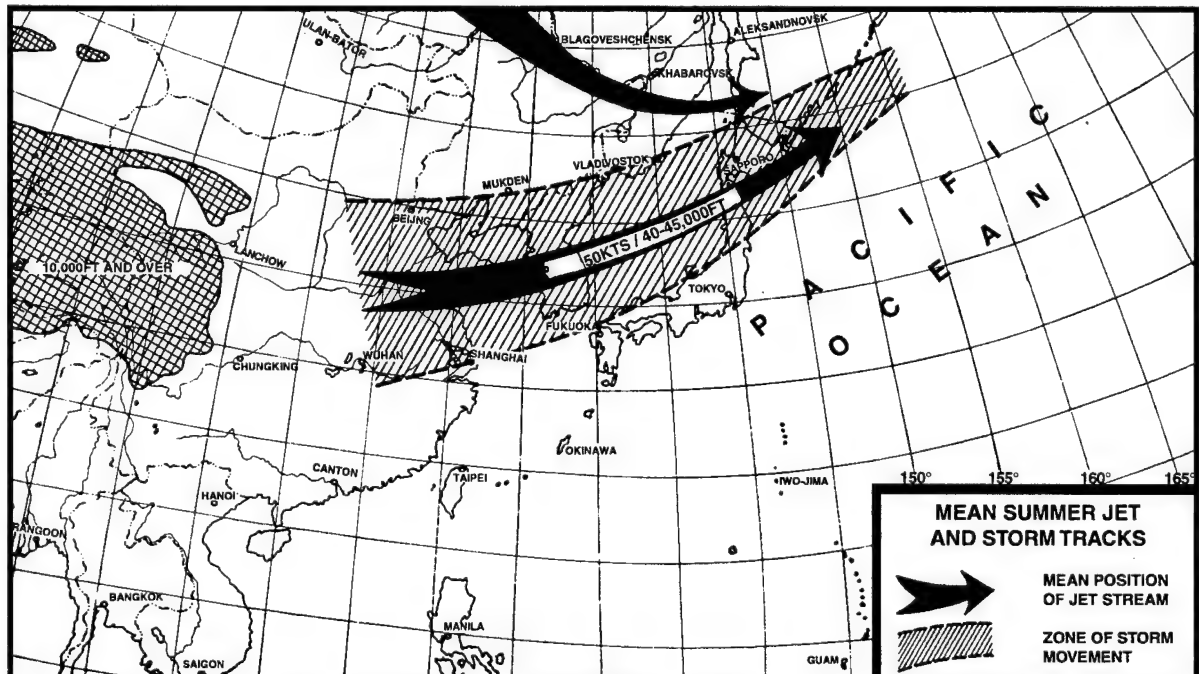 ULAN-BATOR
BLAGOVESHCHENSK
ALEKSANDNOVSK
KHABAROVSK
VLADIVOSTOK
SAPPORO
MUKDEN
BEIJNG
LANCHOW
10,000FT AND OVER
50KTS / 40-45,000FT
TOKYO
FUKUOKA
PACIFIC
OCEAN
WUHAN
SHANGHAI
CHUNGKING
OKINAWA
CANTON
TAIPEI
HANOI
IWO-JIMA
RANGOON
BANGKOK
MANILA
SAIGON
GUAM
150° 155° 160° 165°
MEAN SUMMER JET
AND STORM TRACKS
MEAN POSITION
OF JET STREAM
ZONE OF STORM
MOVEMENT